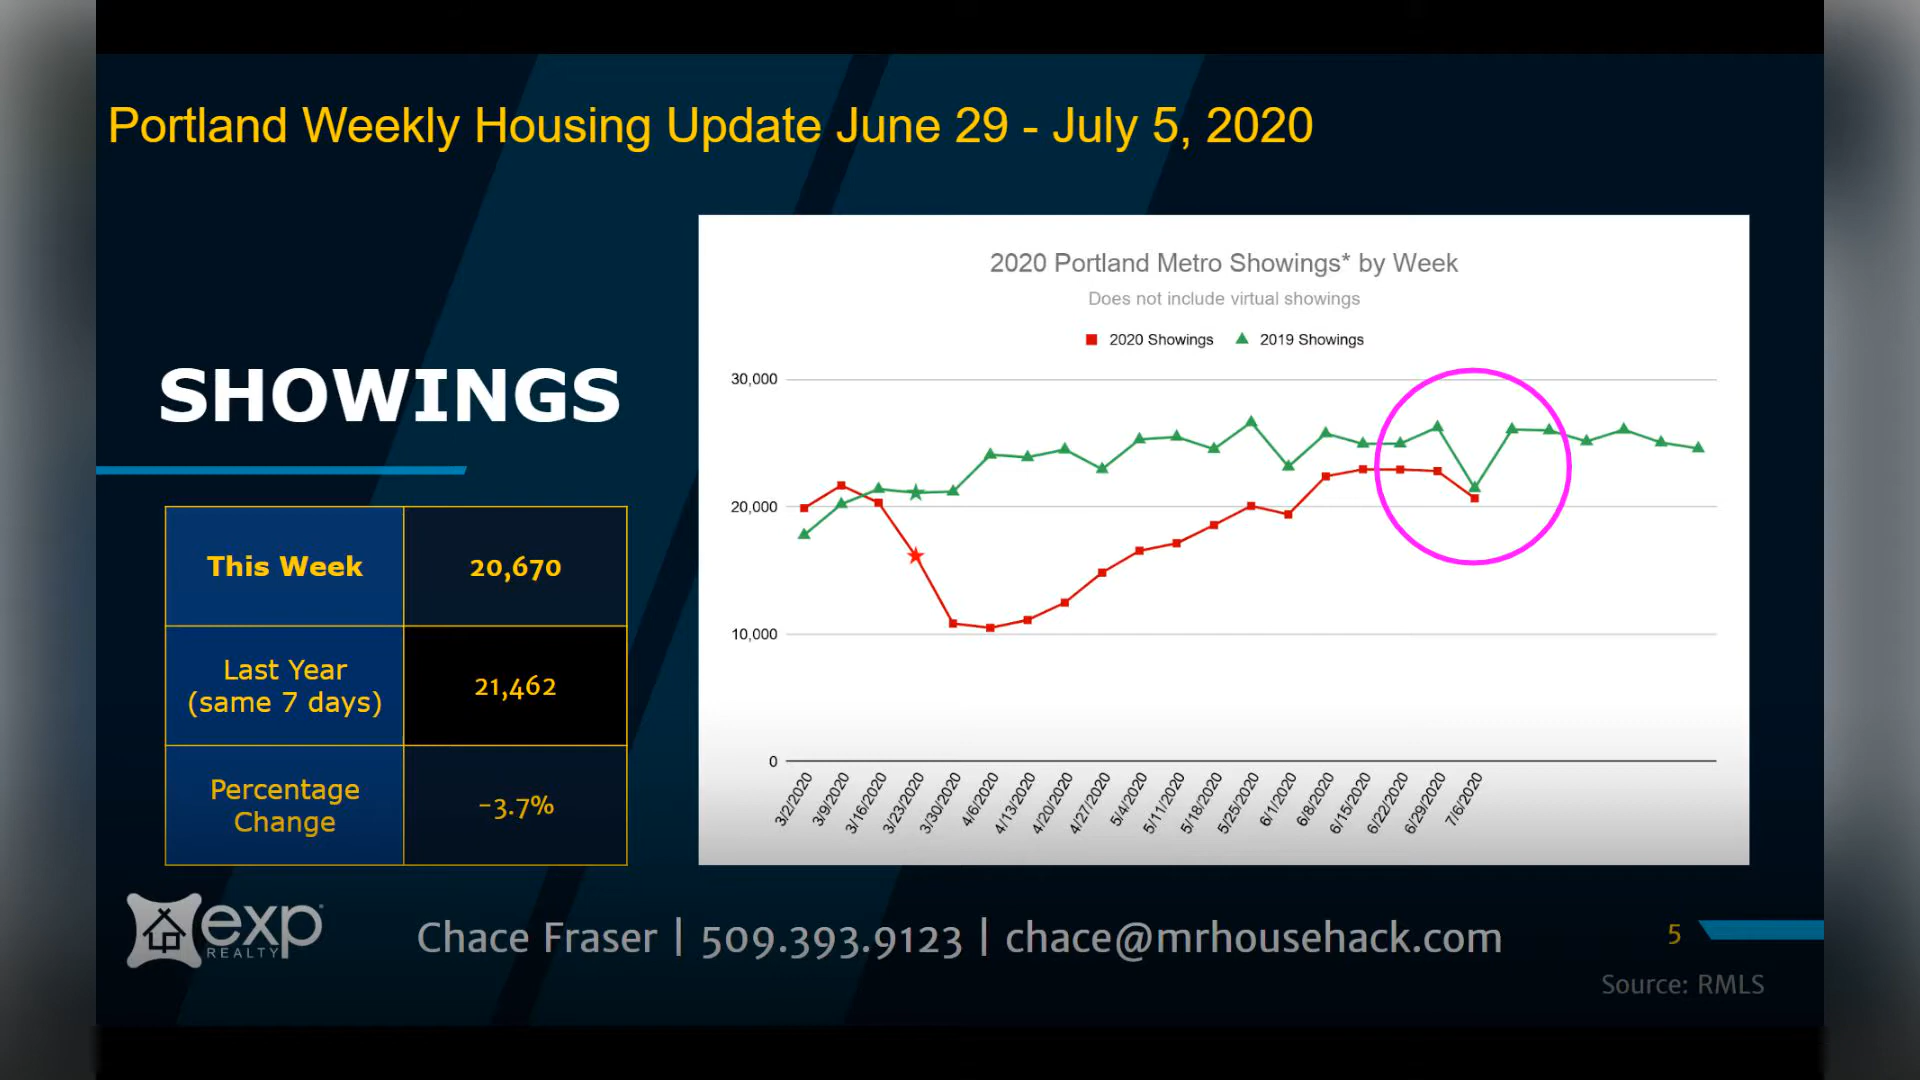 Portland Weekly Housing Update June 29 - July 5, 2020
SHOWINGS
This Week
20,670
Last Year
(same 7 days)
21,462
Percentage
Change
-3.7%
2020 Portland Metro Showings* by Week
Does not include virtual showings
2020 Showings
2019 Showings
30,000
20,000
10,000
0
3/2/2020
3/9/2020
3/16/2020
3/23/2020
3/30/2020
4/6/2020
4/13/2020
4/20/2020
4/27/2020
5/4/2020
5/11/2020
5/18/2020
5/25/2020
6/1/2020
6/8/2020
6/15/2020
6/22/2020
6/29/2020
7/6/2020
exp
REALTY
Chace Fraser | 509.393.9123 | chace@mrhousehack.com
5
Source: RMLS